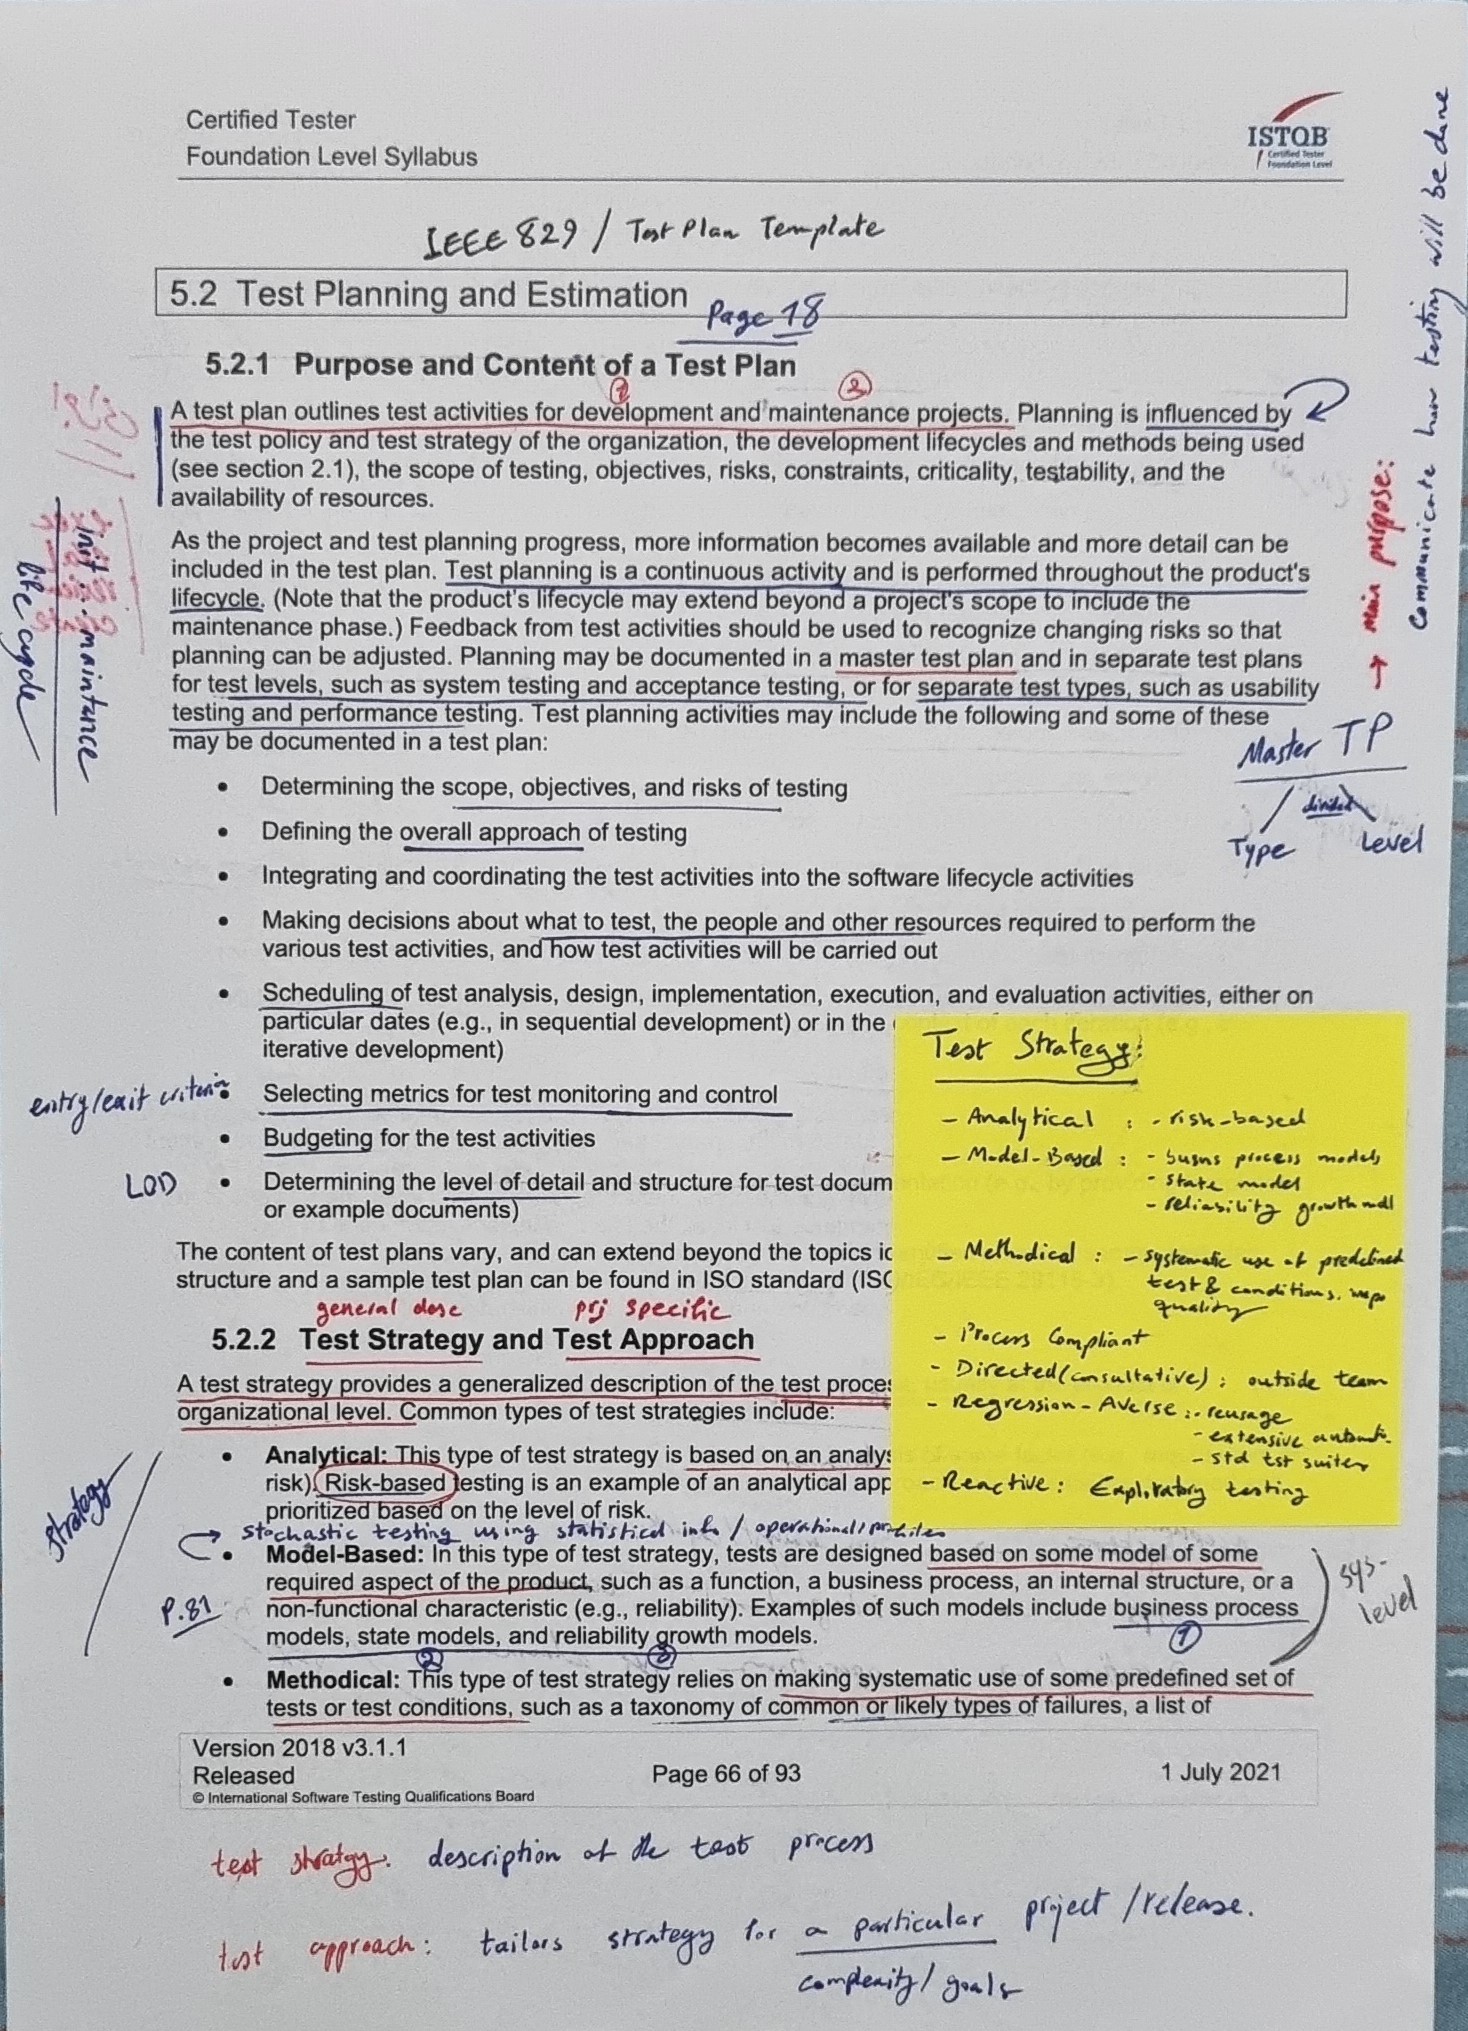 Certified Tester
Foundation Level Syllabus
ISTQB
Certified Tester
Foundation Level
IEEE 829 / Test Plan Template
5.2 Test Planning and Estimation
Page 18
5.2.1 Purpose and Content of a Test Plan
1 2
A test plan outlines test activities for development and maintenance projects. Planning is influenced by
the test policy and test strategy of the organization, the development lifecycles and methods being used
(see section 2.1), the scope of testing, objectives, risks, constraints, criticality, testability, and the
availability of resources.
→ main purpose:
Communicate how testing will be done
init. maintance
life cycle
As the project and test planning progress, more information becomes available and more detail can be
included in the test plan. Test planning is a continuous activity and is performed throughout the product's
lifecycle. (Note that the product's lifecycle may extend beyond a project's scope to include the
maintenance phase.) Feedback from test activities should be used to recognize changing risks so that
planning can be adjusted. Planning may be documented in a master test plan and in separate test plans
for test levels, such as system testing and acceptance testing, or for separate test types, such as usability
testing and performance testing. Test planning activities may include the following and some of these
may be documented in a test plan:
Master TP
divided
Type Level
• Determining the scope, objectives, and risks of testing
• Defining the overall approach of testing
• Integrating and coordinating the test activities into the software lifecycle activities
• Making decisions about what to test, the people and other resources required to perform the
various test activities, and how test activities will be carried out
• Scheduling of test analysis, design, implementation, execution, and evaluation activities, either on
particular dates (e.g., in sequential development) or in the
iterative development)
entry/exit criteria
• Selecting metrics for test monitoring and control
• Budgeting for the test activities
LOD
• Determining the level of detail and structure for test docum
or example documents)
The content of test plans vary, and can extend beyond the topics ic
structure and a sample test plan can be found in ISO standard (ISO
general desc prj specific
5.2.2 Test Strategy and Test Approach
A test strategy provides a generalized description of the test proces
organizational level. Common types of test strategies include:
• Analytical: This type of test strategy is based on an analys
risk). Risk-based testing is an example of an analytical app
prioritized based on the level of risk.
Test Strategy:
- Analytical : - risk-based
- Model-Based : - busns process models
- state model
- reliability growth mdl
- Methodical : - systematic use of predefined
test & conditions.
quality
- Process Compliant
- Directed (consultative) : outside team
- Regression-Averse : - reusage
- extensive
- std tst suites
- Reactive : Exploratory testing
strategy
→ stochastic testing using statistical info / operational profiles
• Model-Based: In this type of test strategy, tests are designed based on some model of some
required aspect of the product, such as a function, a business process, an internal structure, or a
non-functional characteristic (e.g., reliability). Examples of such models include business process
models, state models, and reliability growth models.
P.81
sys-
level
1
2 3
• Methodical: This type of test strategy relies on making systematic use of some predefined set of
tests or test conditions, such as a taxonomy of common or likely types of failures, a list of
Version 2018 v3.1.1
Released
Page 66 of 93
1 July 2021
© International Software Testing Qualifications Board
test stratgy: description of the test process
test approach: tailors strategy for a particular project / release.
complexity / goals